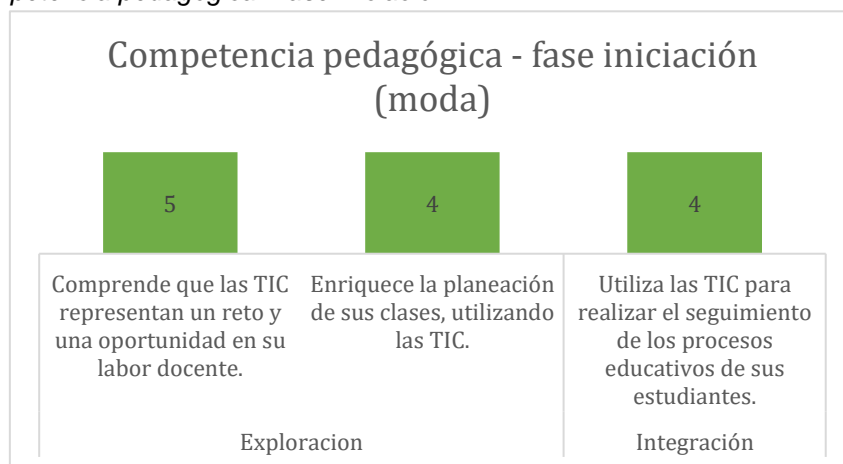 Competencia pedagógica - fase iniciación
(moda)
5
4
4
Comprende que las TIC
representan un reto y
una oportunidad en su
labor docente.
Enriquece la planeación
de sus clases, utilizando
las TIC.
Utiliza las TIC para
realizar el seguimiento
de los procesos
educativos de sus
estudiantes.
Exploracion
Integración